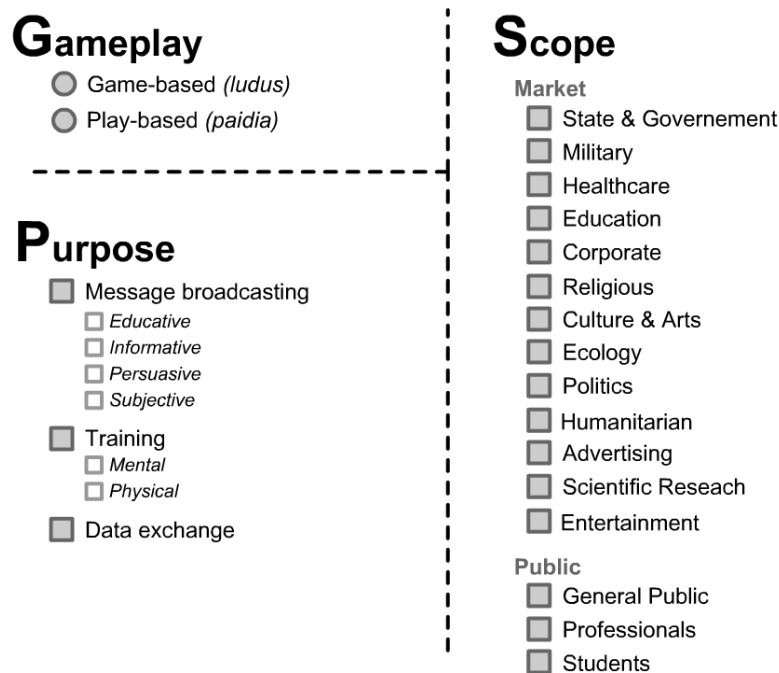 Gameplay
Game-based (ludus)
Play-based (paidia)
Purpose
Message broadcasting
Educative
Informative
Persuasive
Subjective
Training
Mental
Physical
Data exchange
Scope
Market
State & Governement
Military
Healthcare
Education
Corporate
Religious
Culture & Arts
Ecology
Politics
Humanitarian
Advertising
Scientific Reseach
Entertainment
Public
General Public
Professionals
Students